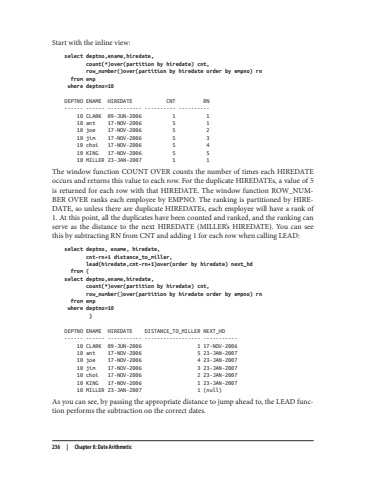 Start with the inline view:
select deptno,ename,hiredate,
count(*)over(partition by hiredate) cnt,
row_number()over(partition by hiredate order by empno) rn
from emp
where deptno=10
DEPTNO ENAME  HIREDATE            CNT         RN
------ ------ ----------- ---------- ----------
10 CLARK  09-JUN-2006          1          1
10 ant    17-NOV-2006          5          1
10 joe    17-NOV-2006          5          2
10 jim    17-NOV-2006          5          3
10 choi   17-NOV-2006          5          4
10 KING   17-NOV-2006          5          5
10 MILLER 23-JAN-2007          1          1
The window function COUNT OVER counts the number of times each HIREDATE
occurs and returns this value to each row. For the duplicate HIREDATEs, a value of 5
is returned for each row with that HIREDATE. The window function ROW_NUM-
BER OVER ranks each employee by EMPNO. The ranking is partitioned by HIRE-
DATE, so unless there are duplicate HIREDATEs, each employee will have a rank of
1. At this point, all the duplicates have been counted and ranked, and the ranking can
serve as the distance to the next HIREDATE (MILLER's HIREDATE). You can see
this by subtracting RN from CNT and adding 1 for each row when calling LEAD:
select deptno, ename, hiredate,
cnt-rn+1 distance_to_miller,
lead(hiredate,cnt-rn+1)over(order by hiredate) next_hd
from (
select deptno,ename,hiredate,
count(*)over(partition by hiredate) cnt,
row_number()over(partition by hiredate order by empno) rn
from emp
where deptno=10
)
DEPTNO ENAME  HIREDATE    DISTANCE_TO_MILLER NEXT_HD
------ ------ ----------- ------------------ -----------
10 CLARK  09-JUN-2006                  1 17-NOV-2006
10 ant    17-NOV-2006                  5 23-JAN-2007
10 joe    17-NOV-2006                  4 23-JAN-2007
10 jim    17-NOV-2006                  3 23-JAN-2007
10 choi   17-NOV-2006                  2 23-JAN-2007
10 KING   17-NOV-2006                  1 23-JAN-2007
10 MILLER 23-JAN-2007                  1 (null)
As you can see, by passing the appropriate distance to jump ahead to, the LEAD func-
tion performs the subtraction on the correct dates.
236 | Chapter 8: Date Arithmetic